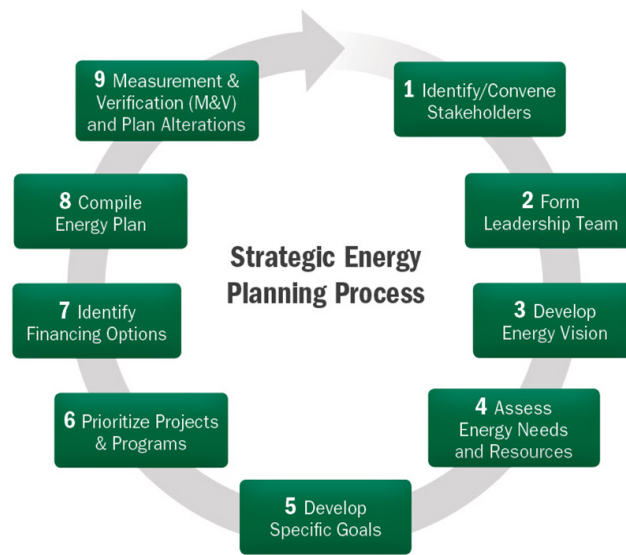 Strategic Energy
Planning Process
1 Identify/Convene
Stakeholders
2 Form
Leadership Team
3 Develop
Energy Vision
4 Assess
Energy Needs
and Resources
5 Develop
Specific Goals
6 Prioritize Projects
& Programs
7 Identify
Financing Options
8 Compile
Energy Plan
9 Measurement &
Verification (M&V)
and Plan Alterations